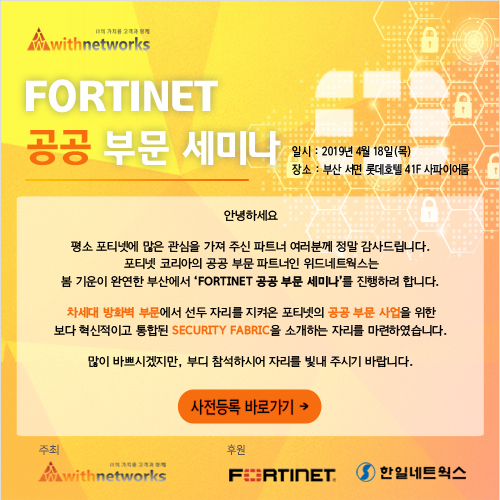 IT의 가치를 고객과 함께
withnetworks
FORTINET
공공 부문 세미나
일시 : 2019년 4월 18일(목)
장소 : 부산 서면 롯데호텔 41F 사파이어룸
안녕하세요
평소 포티넷에 많은 관심을 가져 주신 파트너 여러분께 정말 감사드립니다.
포티넷 코리아의 공공 부문 파트너인 위드네트웍스는
봄 기운이 완연한 부산에서 ‘FORTINET 공공 부문 세미나’를 진행하려 합니다.
차세대 방화벽 부문에서 선두 자리를 지켜온 포티넷의 공공 부문 사업을 위한
보다 혁신적이고 통합된 SECURITY FABRIC을 소개하는 자리를 마련하였습니다.
많이 바쁘시겠지만, 부디 참석하시어 자리를 빛내 주시기 바랍니다.
사전등록 바로가기 →
주최
후원
IT의 가치를 고객과 함께
withnetworks
FORTINET
한일네트웍스